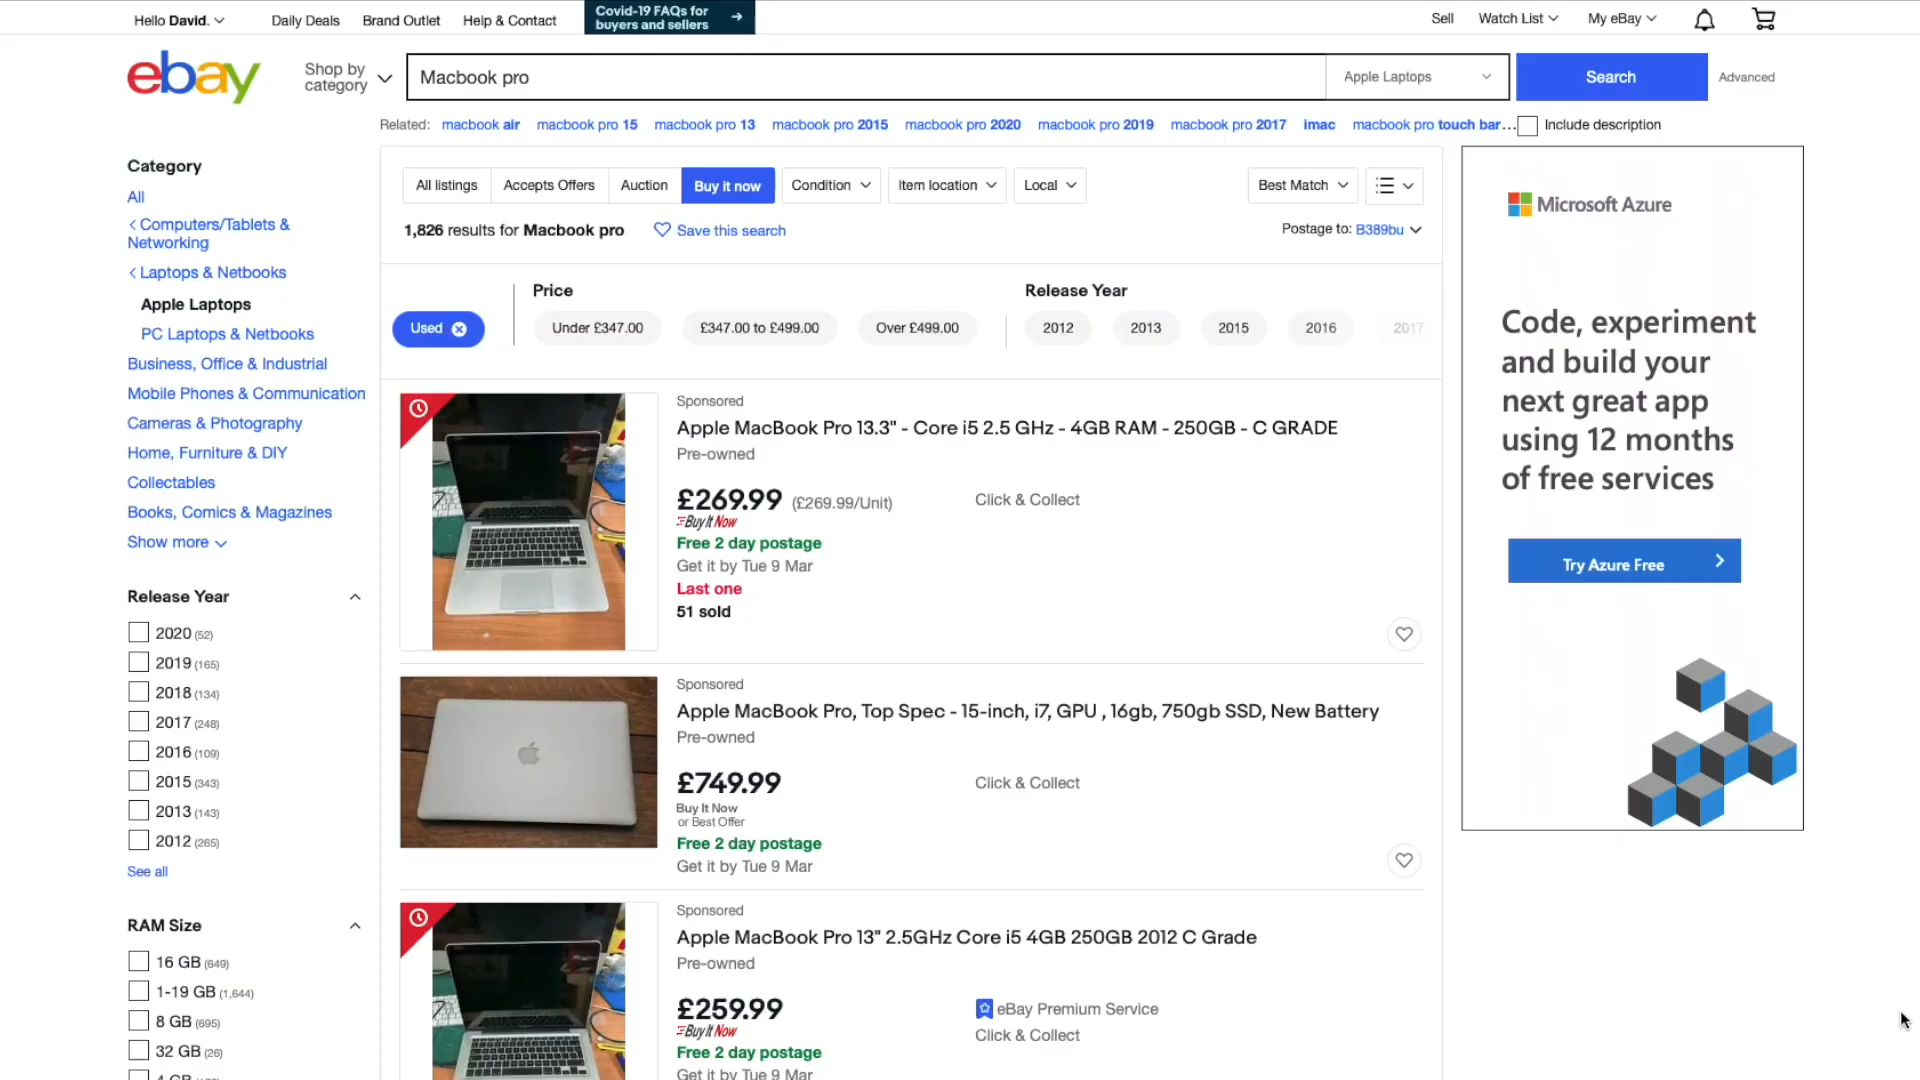 Hello David.
Daily Deals
Brand Outlet
Help & Contact
Covid-19 FAQs for
buyers and sellers
Sell
Watch List
My eBay
ebay
Shop by
category
Macbook pro
Apple Laptops
Search
Advanced
Related: macbook air macbook pro 15 macbook pro 13 macbook pro 2015 macbook pro 2020 macbook pro 2019 macbook pro 2017 imac macbook pro touch bar...
Include description
Category
All
Computers/Tablets &
Networking
Laptops & Netbooks
Apple Laptops
PC Laptops & Netbooks
Business, Office & Industrial
Mobile Phones & Communication
Cameras & Photography
Home, Furniture & DIY
Collectables
Books, Comics & Magazines
Show more
Release Year
2020 (52)
2019 (165)
2018 (134)
2017 (248)
2016 (109)
2015 (343)
2013 (143)
2012 (265)
See all
RAM Size
16 GB (649)
1-19 GB (1,644)
8 GB (695)
32 GB (26)
All listings
Accepts Offers
Auction
Buy it now
Condition
Item location
Local
Best Match
1,826 results for Macbook pro
Save this search
Postage to: B389bu
Used
Price
Under £347.00
£347.00 to £499.00
Over £499.00
Release Year
2012
2013
2015
2016
2017
Sponsored
Apple MacBook Pro 13.3" - Core i5 2.5 GHz - 4GB RAM - 250GB - C GRADE
Pre-owned
£269.99 (£269.99/Unit)
Click & Collect
Buy It Now
Free 2 day postage
Get it by Tue 9 Mar
Last one
51 sold
Sponsored
Apple MacBook Pro, Top Spec - 15-inch, i7, GPU , 16gb, 750gb SSD, New Battery
Pre-owned
£749.99
Click & Collect
Buy It Now
or Best Offer
Free 2 day postage
Get it by Tue 9 Mar
Sponsored
Apple MacBook Pro 13" 2.5GHz Core i5 4GB 250GB 2012 C Grade
Pre-owned
£259.99
eBay Premium Service
Buy It Now
Click & Collect
Free 2 day postage
Get it by Tue 9 Mar
Microsoft Azure
Code, experiment
and build your
next great app
using 12 months
of free services
Try Azure Free